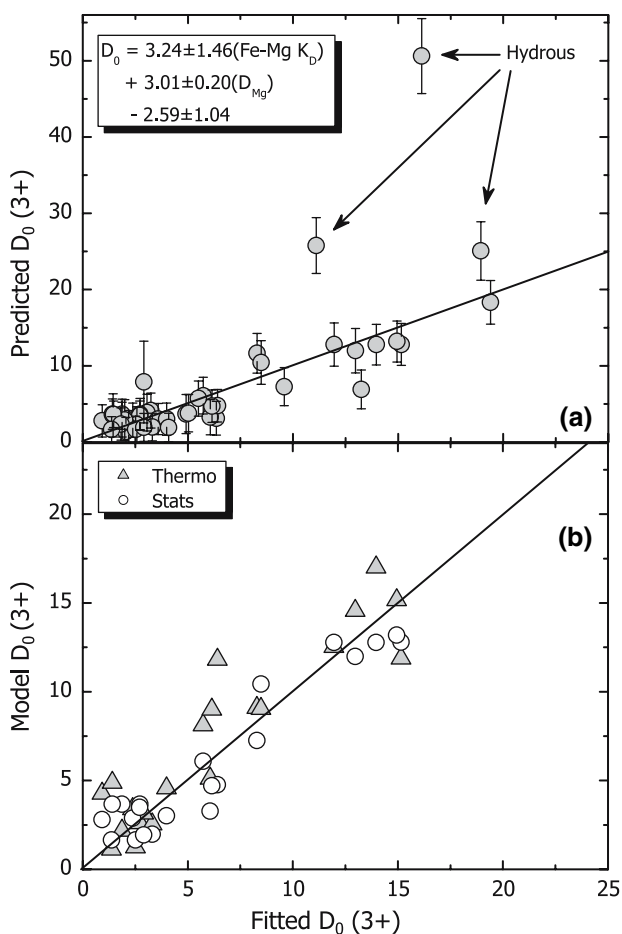 50
40
30
20
10
0
Predicted D₀ (3+)
D₀ = 3.24±1.46(Fe-Mg K_D)
+ 3.01±0.20(D_Mg)
- 2.59±1.04
Hydrous
(a)
20
15
10
5
0
Model D₀ (3+)
Thermo
Stats
(b)
0 5 10 15 20 25
Fitted D₀ (3+)